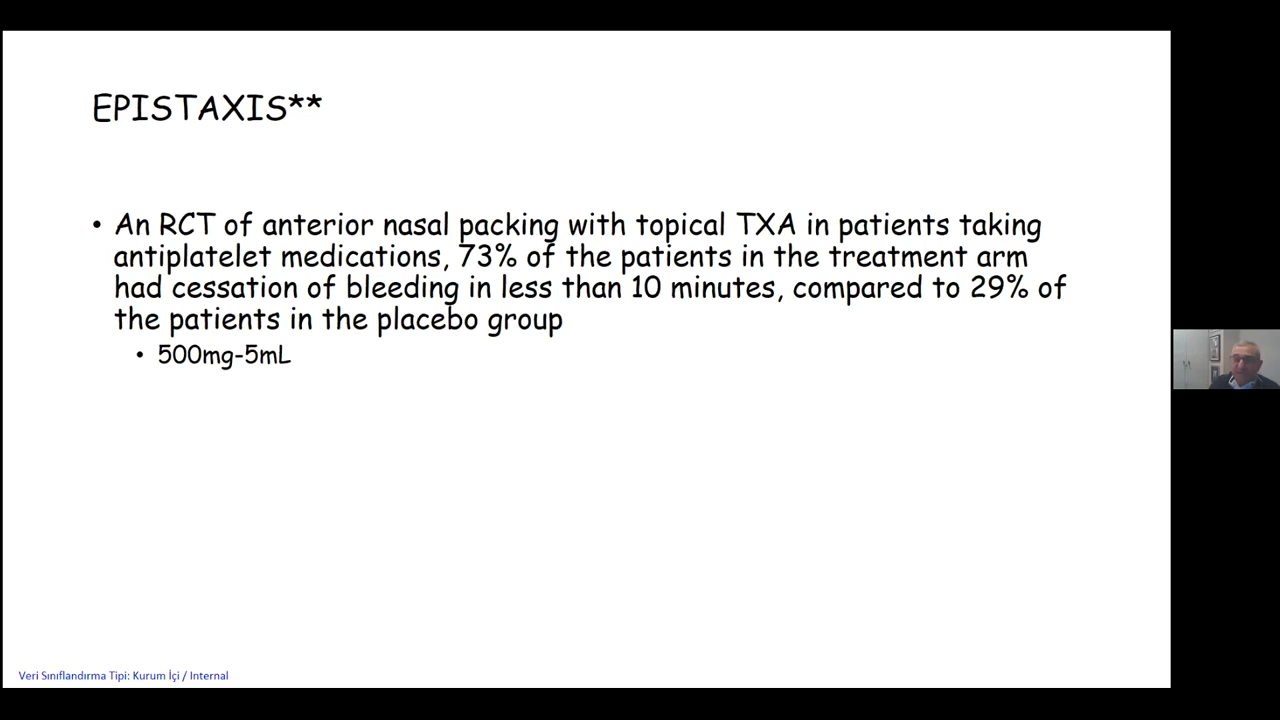 EPISTAXIS**
• An RCT of anterior nasal packing with topical TXA in patients taking
antiplatelet medications, 73% of the patients in the treatment arm
had cessation of bleeding in less than 10 minutes, compared to 29% of
the patients in the placebo group
• 500mg-5mL
Veri Sınıflandırma Tipi: Kurum İçi / Internal